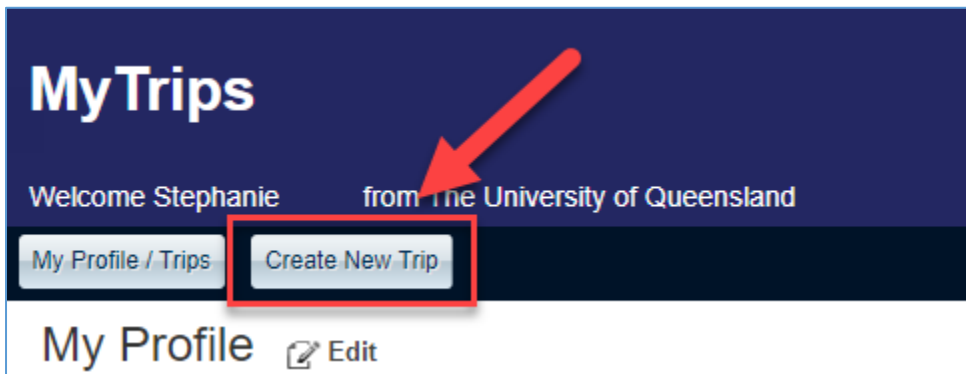 MyTrips
Welcome Stephanie from The University of Queensland
My Profile / Trips Create New Trip
My Profile Edit